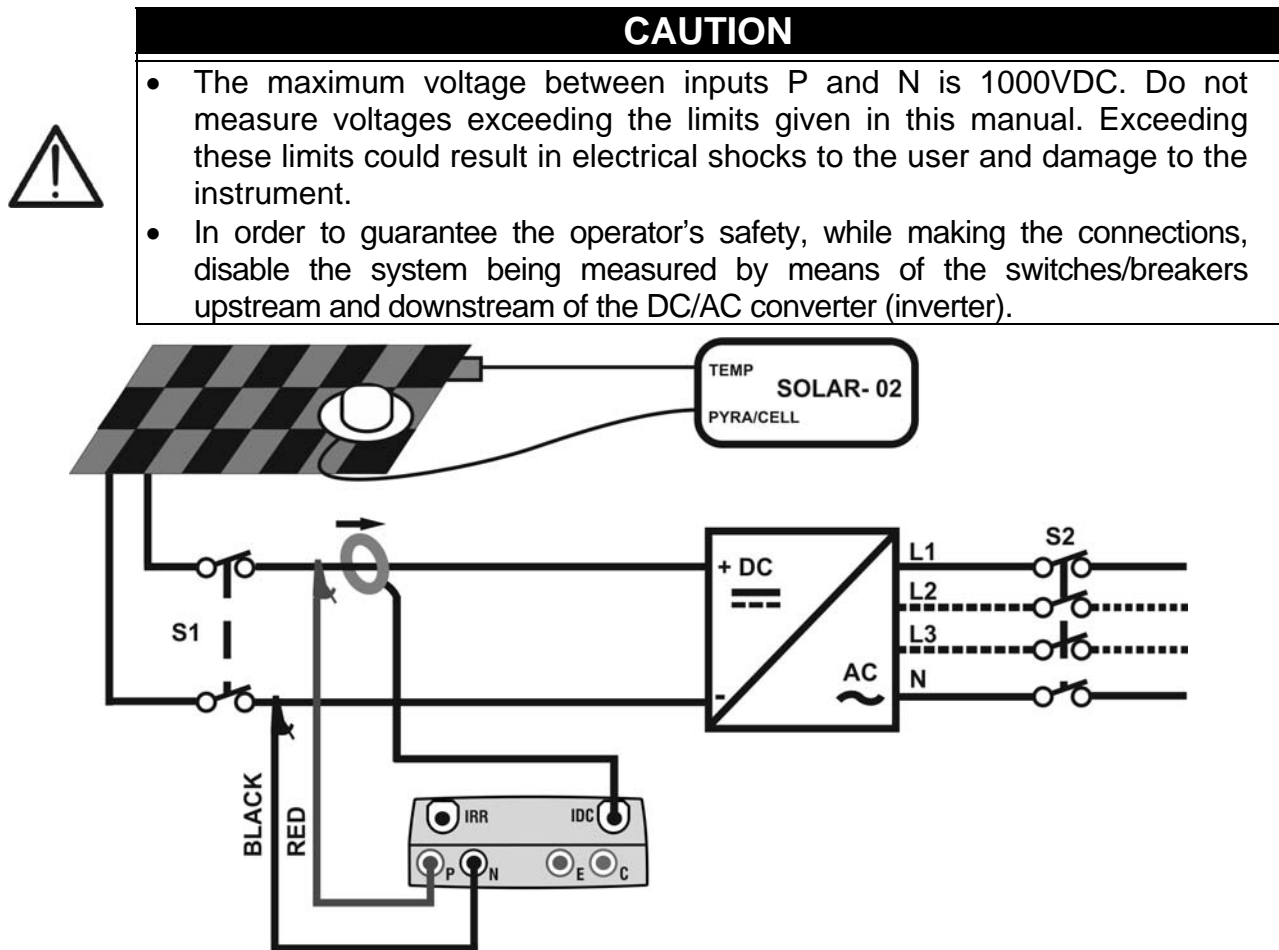 CAUTION
• The maximum voltage between inputs P and N is 1000VDC. Do not
measure voltages exceeding the limits given in this manual. Exceeding
these limits could result in electrical shocks to the user and damage to the
instrument.
• In order to guarantee the operator’s safety, while making the connections,
disable the system being measured by means of the switches/breakers
upstream and downstream of the DC/AC converter (inverter).
TEMP
SOLAR- 02
PYRA/CELL
S1
+ DC
-
AC
L1
L2
L3
N
S2
BLACK
RED
IRR
IDC
P
N
E
C